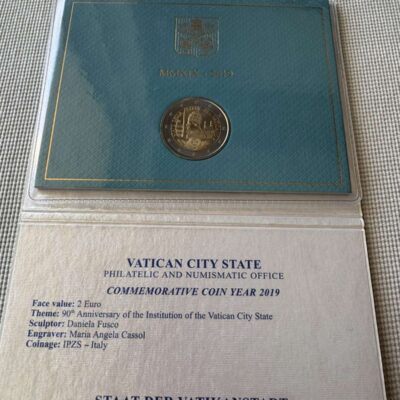 MMXIX - 2019
VATICAN CITY STATE
PHILATELIC AND NUMISMATIC OFFICE
COMMEMORATIVE COIN YEAR 2019
Face value: 2 Euro
Theme: 90th Anniversary of the Institution of the Vatican City State
Sculptor: Daniela Fusco
Engraver: Maria Angela Cassol
Coinage: IPZS – Italy
STAAT DER VATIKANSTADT